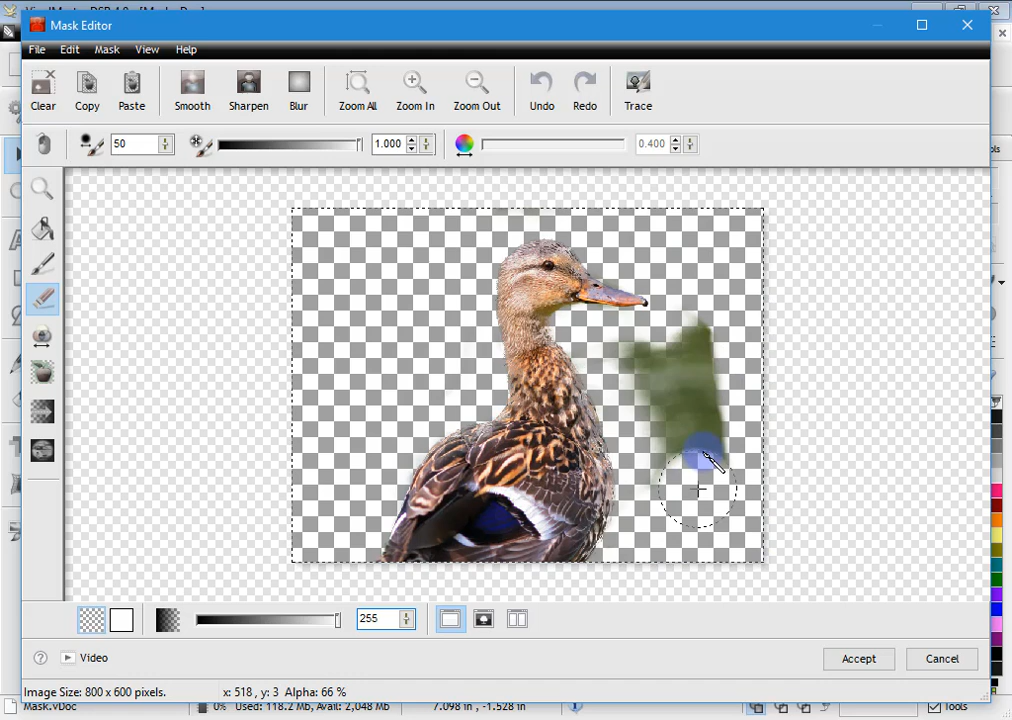 Mask Editor
File Edit Mask View Help
Clear Copy Paste Smooth Sharpen Blur Zoom All Zoom In Zoom Out Undo Redo Trace
50 1.000 0.400
255
Video
Accept Cancel
Image Size: 800 x 600 pixels. x: 518 , y: 3 Alpha: 66 %
Mask.vDoc 0% Used: 118.2 Mb, Avail: 2,048 Mb 7.098 in , -1.528 in Tools